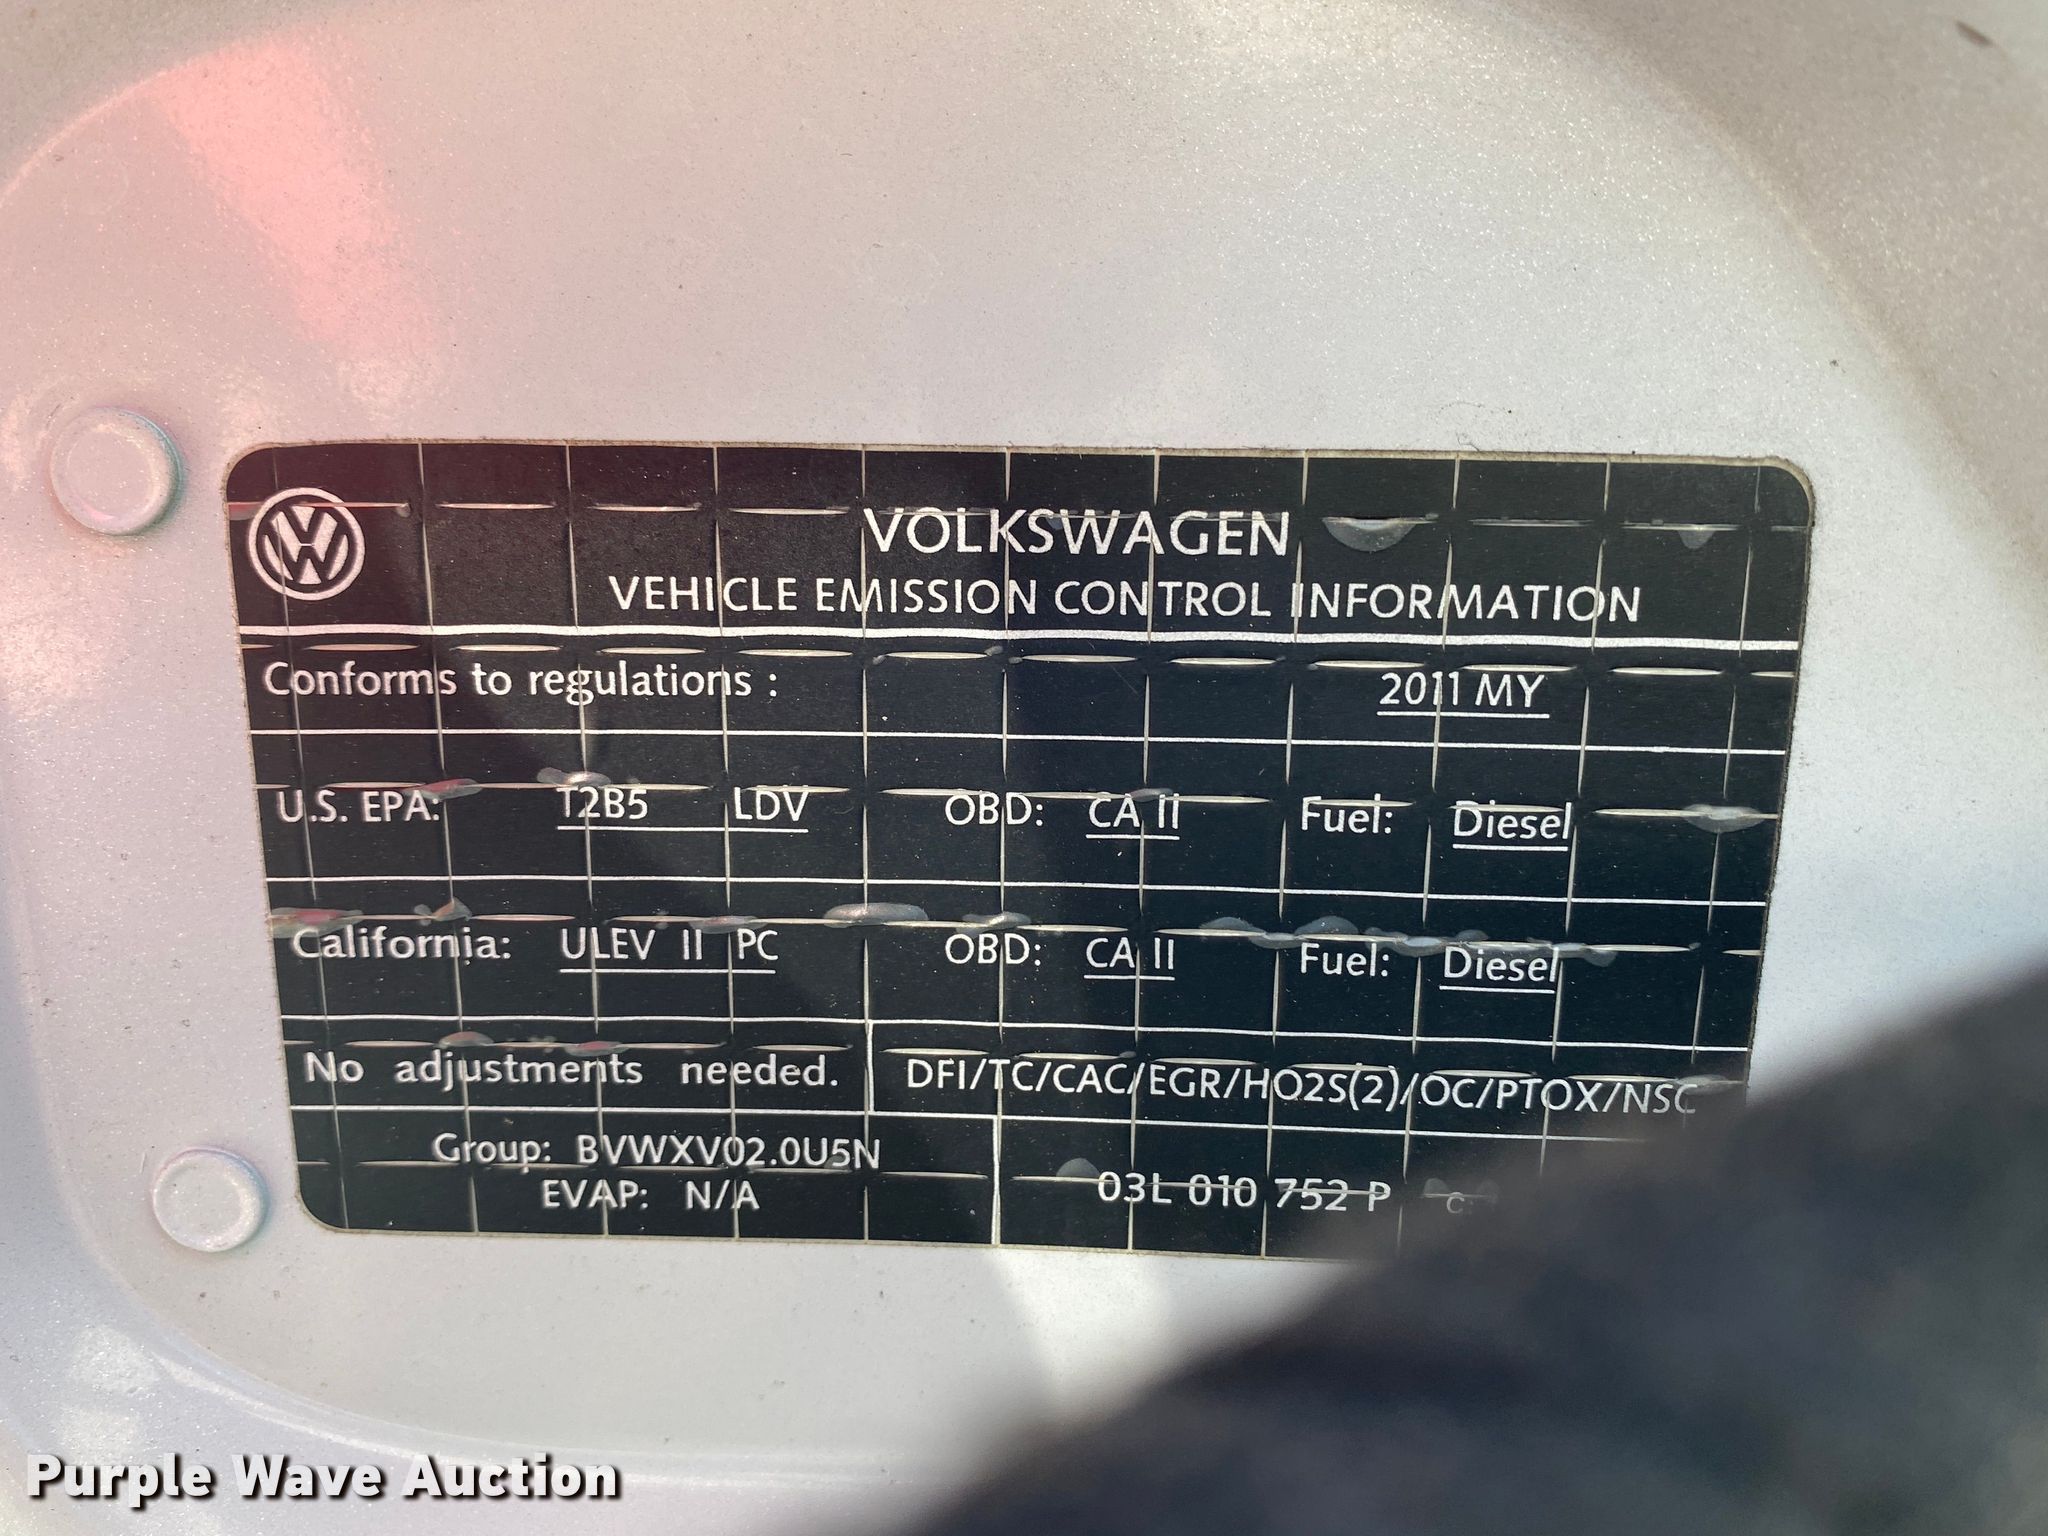 VOLKSWAGEN
VEHICLE EMISSION CONTROL INFORMATION
Conforms to regulations : 2011 MY
U.S. EPA: T2B5 LDV OBD: CA II Fuel: Diesel
California: ULEV II PC OBD: CA II Fuel: Diesel
No adjustments needed. DFI/TC/CAC/EGR/HO2S(2)/OC/PTOX/NSC
Group: BVWXV02.0U5N
EVAP: N/A
03L 010 752 P
Purple Wave Auction